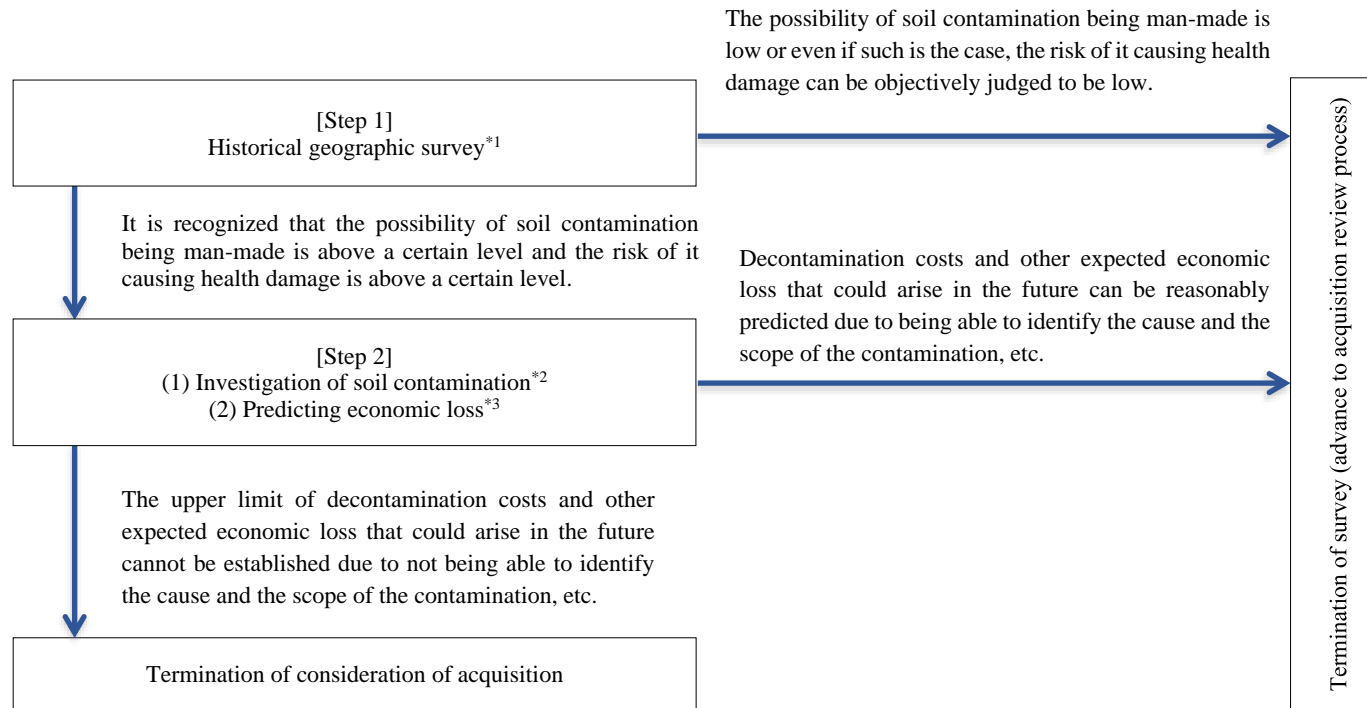 The possibility of soil contamination being man-made is
low or even if such is the case, the risk of it causing health
damage can be objectively judged to be low.
[Step 1]
Historical geographic survey*1
It is recognized that the possibility of soil contamination
being man-made is above a certain level and the risk of it
causing health damage is above a certain level.
Decontamination costs and other expected economic
loss that could arise in the future can be reasonably
predicted due to being able to identify the cause and the
scope of the contamination, etc.
[Step 2]
(1) Investigation of soil contamination*2
(2) Predicting economic loss*3
The upper limit of decontamination costs and other
expected economic loss that could arise in the future
cannot be established due to not being able to identify
the cause and the scope of the contamination, etc.
Termination of consideration of acquisition
Termination of survey (advance to acquisition review process)